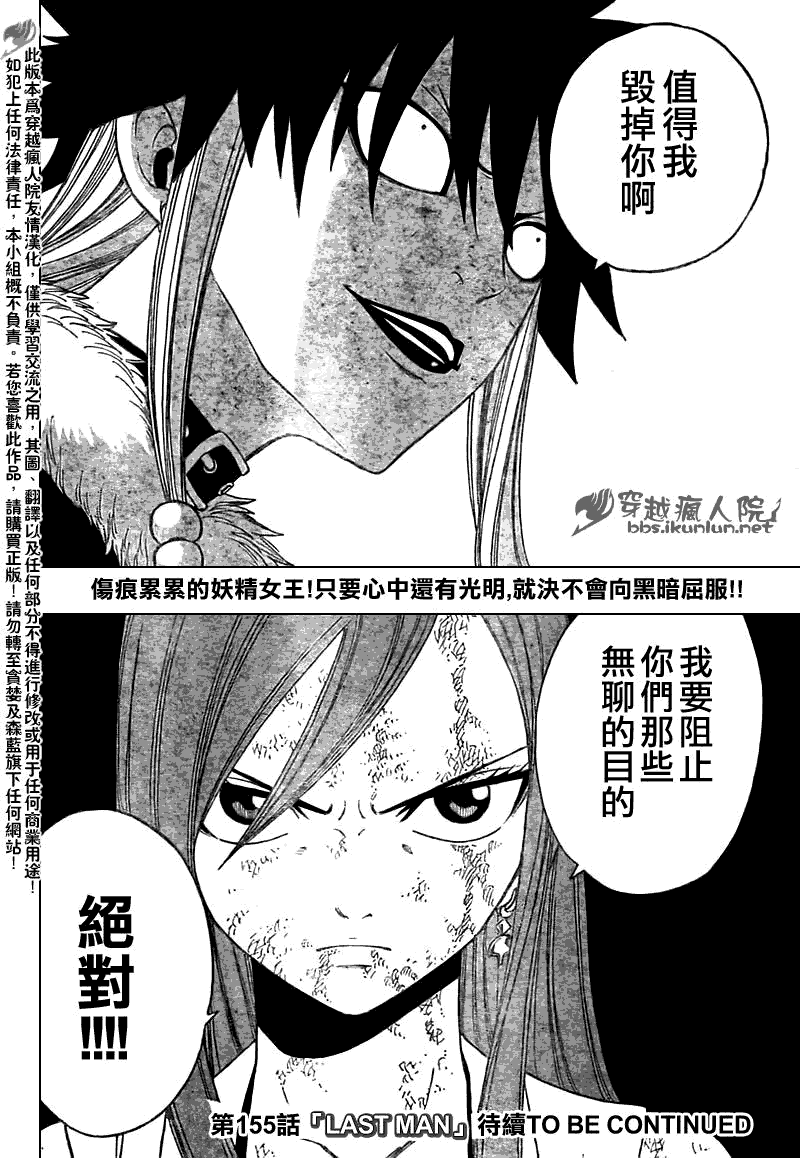 值得我
毀掉你啊
穿越瘋人院
bbs.ikunlun.net
傷痕累累的妖精女王!只要心中還有光明,就決不會向黑暗屈服!!
我要阻止
你們那些
無聊的目的
絕對!!!!
第155話「LAST MAN」待續TO BE CONTINUED
此版本爲穿越瘋人院友情漢化，僅供學習交流之用，其圖、翻譯以及任何部分不得進行修改或用于任何商業用途！
如犯上任何法律責任，本小組概不負責。若您喜歡此作品，請購買正版！請勿轉至貪婪及森藍旗下任何網站！